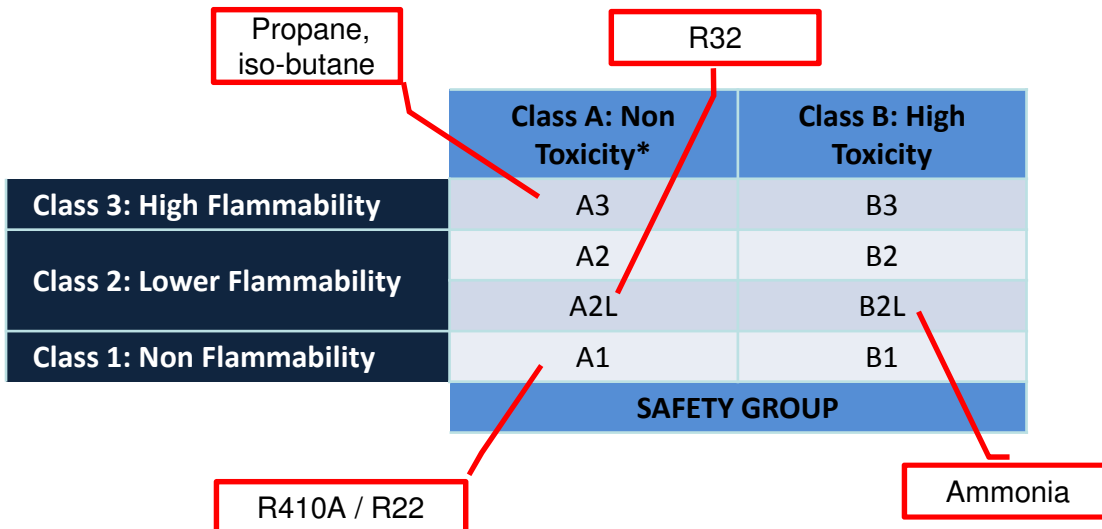 Propane,
iso-butane
R32
Class A: Non
Toxicity*
Class B: High
Toxicity
Class 3: High Flammability
A3
B3
Class 2: Lower Flammability
A2
B2
A2L
B2L
Class 1: Non Flammability
A1
B1
SAFETY GROUP
R410A / R22
Ammonia